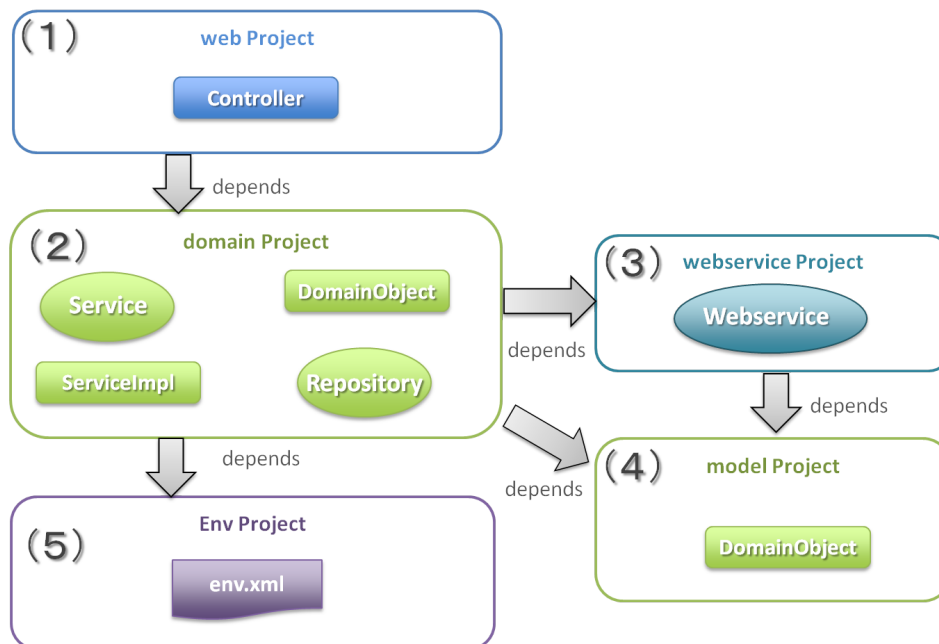 （1）
web Project
Controller
depends
（2）
domain Project
Service
DomainObject
ServiceImpl
Repository
depends
（3）
webservice Project
Webservice
depends
depends
（4）
model Project
DomainObject
depends
（5）
Env Project
env.xml